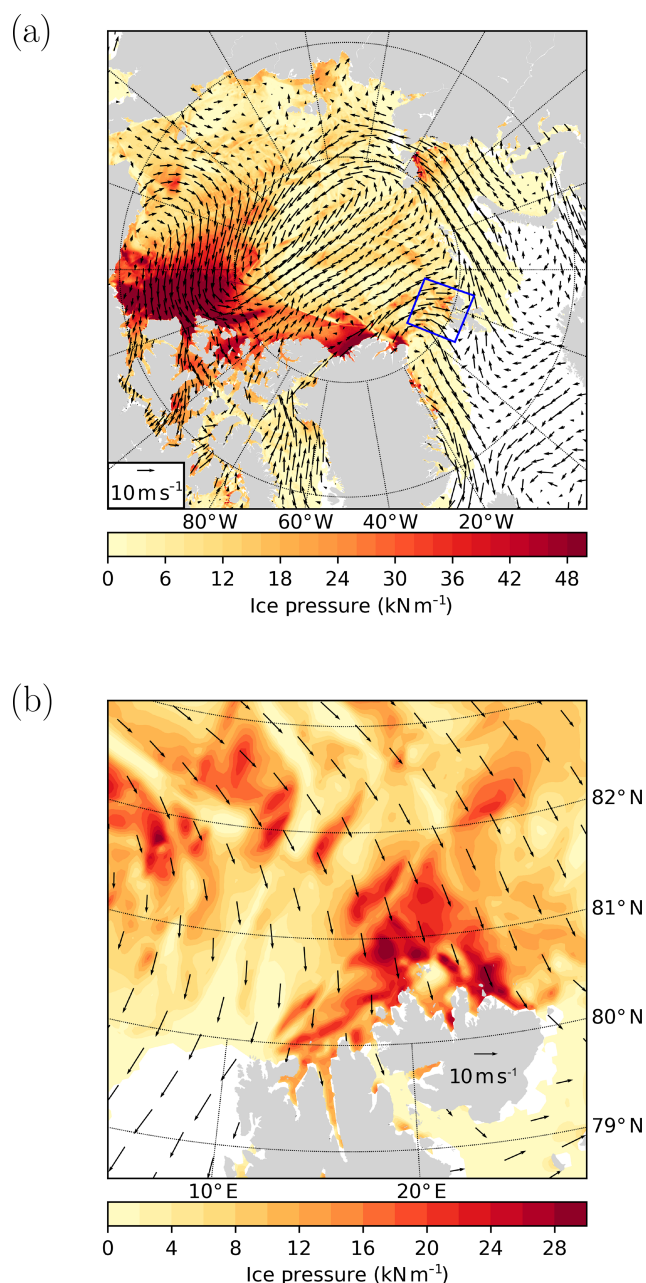 (a)
10 m s⁻¹
80°W 60°W 40°W 20°W
0 6 12 18 24 30 36 42 48
Ice pressure (kN m⁻¹)
(b)
82°N
81°N
80°N
10 m s⁻¹
79°N
10°E 20°E
0 4 8 12 16 20 24 28
Ice pressure (kN m⁻¹)